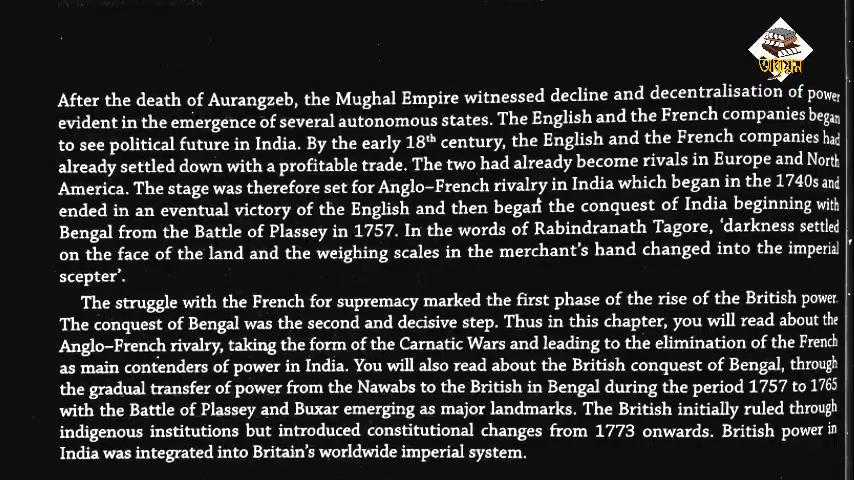 অধ্যয়ন
After the death of Aurangzeb, the Mughal Empire witnessed decline and decentralisation of power
evident in the emergence of several autonomous states. The English and the French companies began
to see political future in India. By the early 18th century, the English and the French companies had
already settled down with a profitable trade. The two had already become rivals in Europe and North
America. The stage was therefore set for Anglo–French rivalry in India which began in the 1740s and
ended in an eventual victory of the English and then began the conquest of India beginning with
Bengal from the Battle of Plassey in 1757. In the words of Rabindranath Tagore, ‘darkness settled
on the face of the land and the weighing scales in the merchant’s hand changed into the imperial
scepter’.
The struggle with the French for supremacy marked the first phase of the rise of the British power.
The conquest of Bengal was the second and decisive step. Thus in this chapter, you will read about the
Anglo–French rivalry, taking the form of the Carnatic Wars and leading to the elimination of the French
as main contenders of power in India. You will also read about the British conquest of Bengal, through
the gradual transfer of power from the Nawabs to the British in Bengal during the period 1757 to 1765
with the Battle of Plassey and Buxar emerging as major landmarks. The British initially ruled through
indigenous institutions but introduced constitutional changes from 1773 onwards. British power in
India was integrated into Britain’s worldwide imperial system.